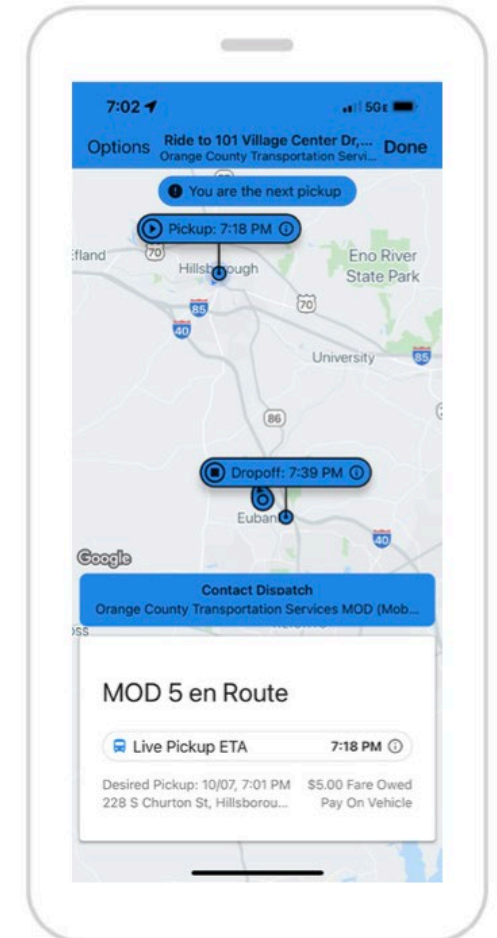 7:02
5GE
Options
Ride to 101 Village Center Dr,...
Orange County Transportation Servi...
Done
You are the next pickup
Pickup: 7:18 PM
Efland
70
Hillsborough
Eno River
State Park
85
70
40
University
85
86
Dropoff: 7:39 PM
Euban
40
Google
Contact Dispatch
Orange County Transportation Services MOD (Mob...
oss
MOD 5 en Route
Live Pickup ETA
7:18 PM
Desired Pickup: 10/07, 7:01 PM
$5.00 Fare Owed
228 S Churton St, Hillsborou...
Pay On Vehicle